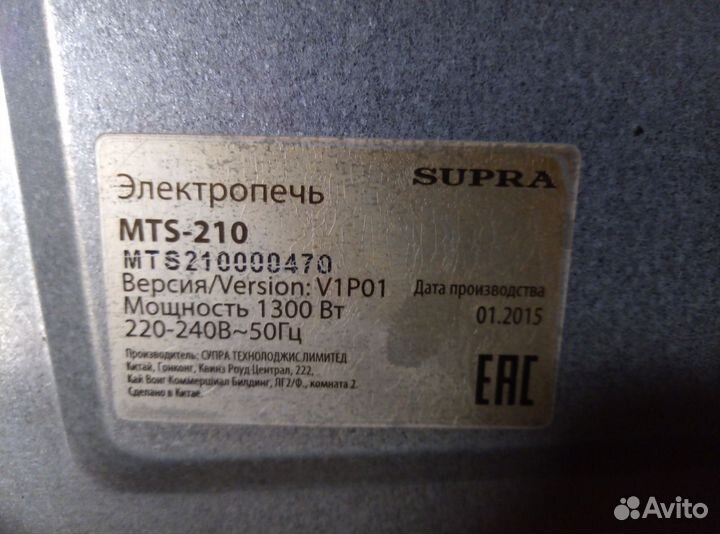 Электропечь SUPRA
MTS-210
MTS210000470
Версия/Version: V1P01 Дата производства
Мощность 1300 Вт 01.2015
220-240В~50Гц
Производитель: СУПРА ТЕХНОЛОДЖИС ЛИМИТЕД
Китай, Гонконг, Квинз Роуд Централ, 222,
Кай Вонг Коммершиал Билдинг, ЛГ2/Ф., комната 2.
Сделано в Китае.
EAC
Avito